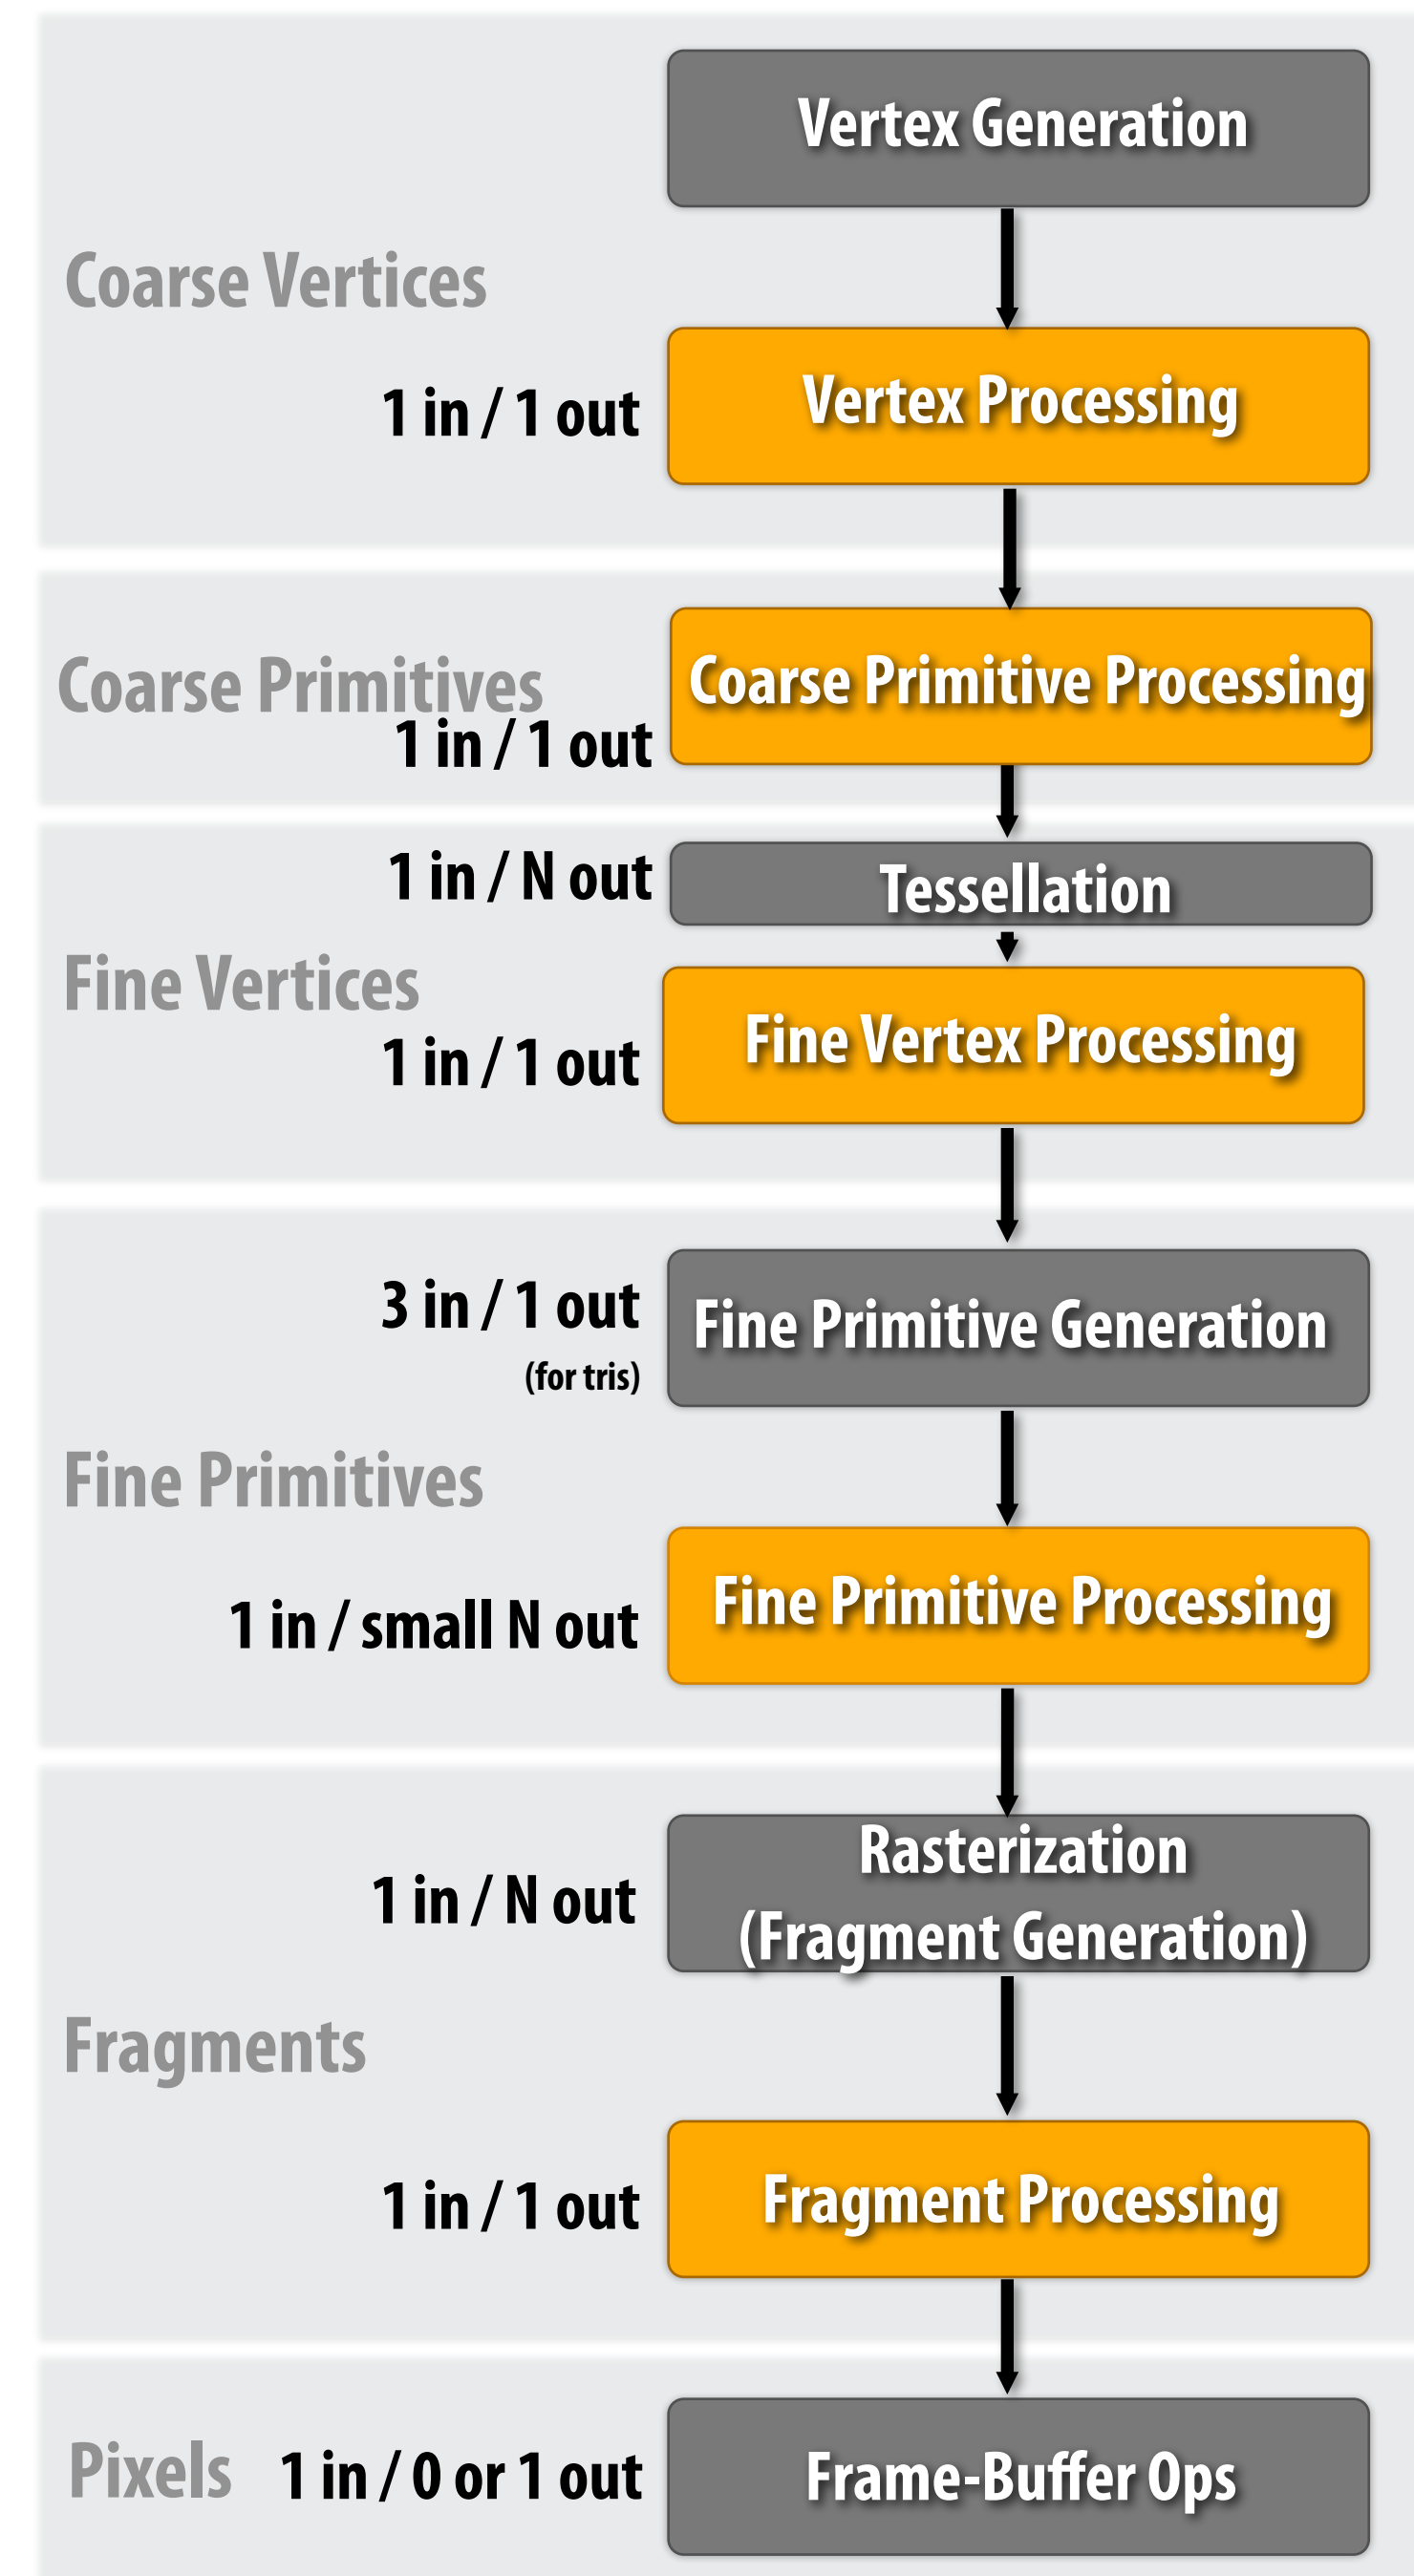 Vertex Generation
Coarse Vertices
1 in / 1 out
Vertex Processing
Coarse Primitives
1 in / 1 out
Coarse Primitive Processing
1 in / N out
Tessellation
Fine Vertices
1 in / 1 out
Fine Vertex Processing
3 in / 1 out
(for tris)
Fine Primitive Generation
Fine Primitives
1 in / small N out
Fine Primitive Processing
1 in / N out
Rasterization
(Fragment Generation)
Fragments
1 in / 1 out
Fragment Processing
Pixels
1 in / 0 or 1 out
Frame-Buffer Ops